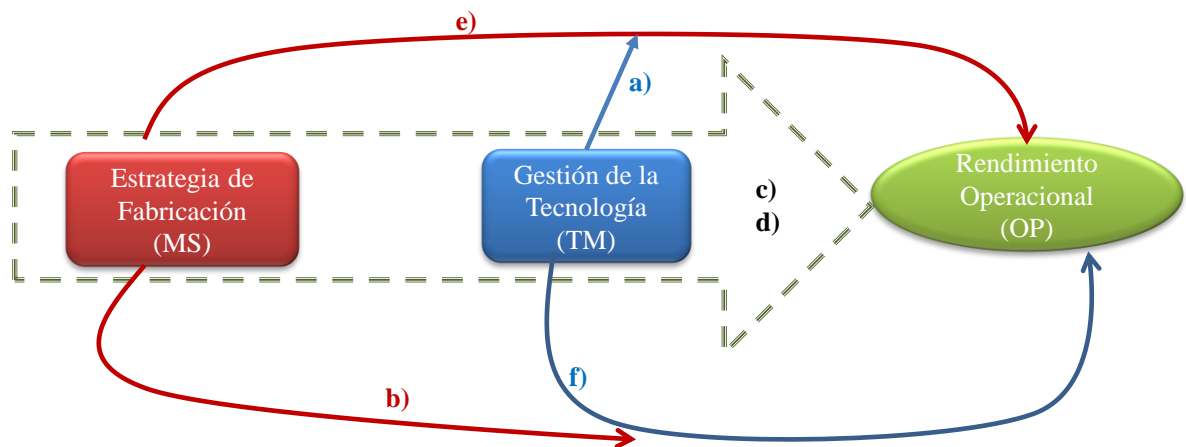 e)
a)
Estrategia de
Fabricación
(MS)
Gestión de la
Tecnología
(TM)
c)
d)
Rendimiento
Operacional
(OP)
b)
f)